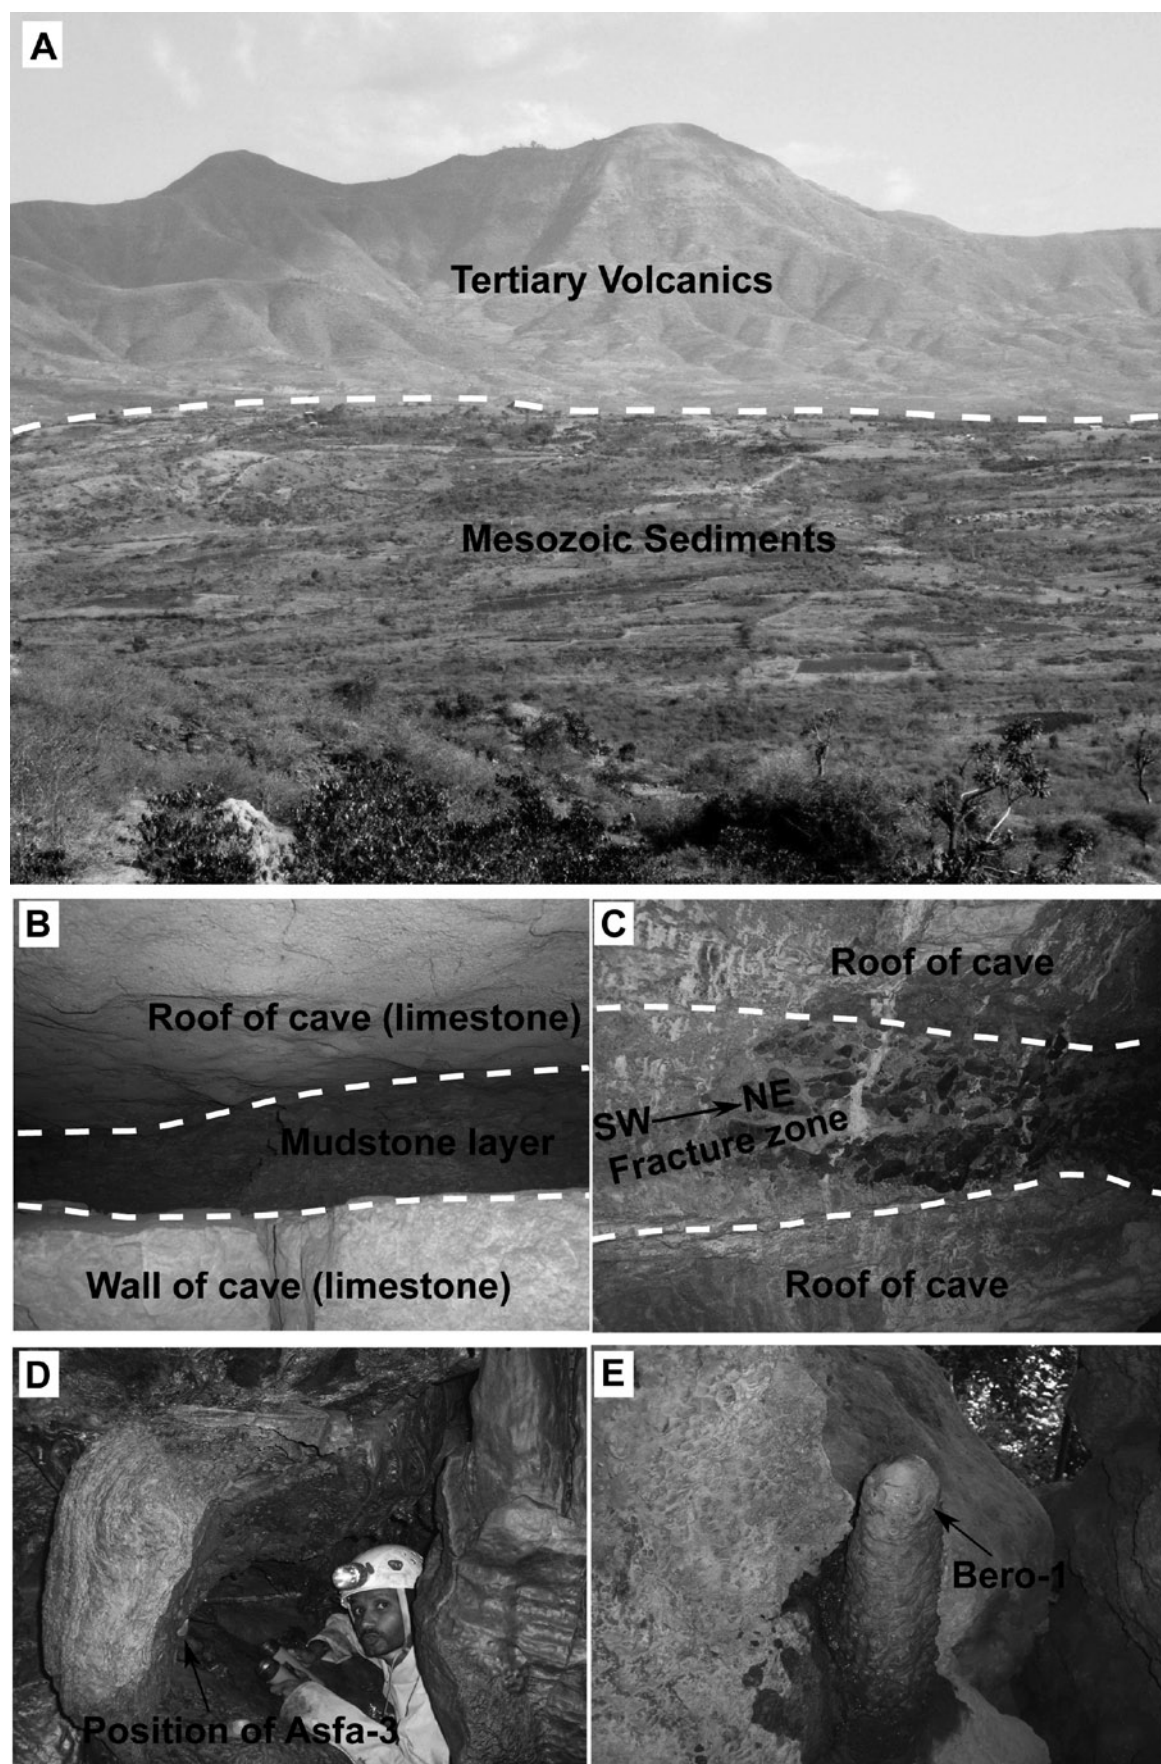 A
Tertiary Volcanics
Mesozoic Sediments
B
Roof of cave (limestone)
Mudstone layer
Wall of cave (limestone)
C
Roof of cave
SW NE
Fracture zone
Roof of cave
D
Position of Asfa-3
E
Bero-1